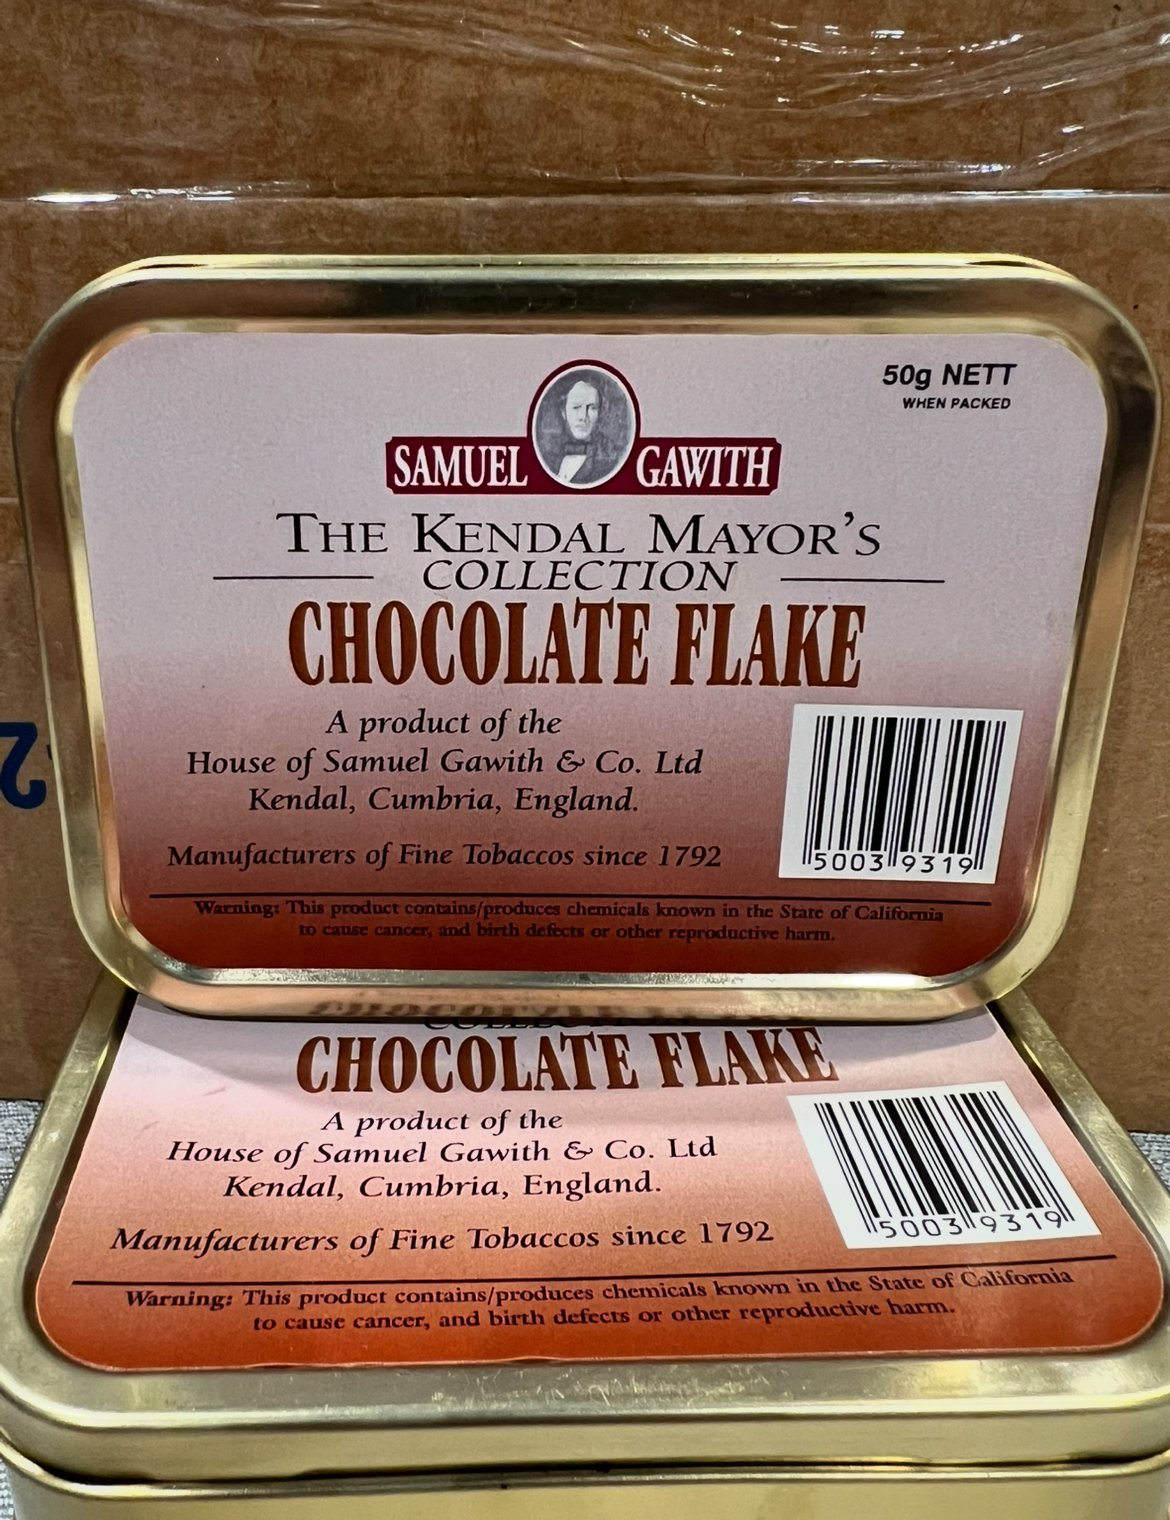 50g NETT
WHEN PACKED
SAMUEL GAWITH
THE KENDAL MAYOR'S
COLLECTION
CHOCOLATE FLAKE
A product of the
House of Samuel Gawith & Co. Ltd
Kendal, Cumbria, England.
Manufacturers of Fine Tobaccos since 1792
5003 9319
Warning: This product contains/produces chemicals known in the State of California
to cause cancer, and birth defects or other reproductive harm.
2
CHOCOLATE FLAKE
A product of the
House of Samuel Gawith & Co. Ltd
Kendal, Cumbria, England.
Manufacturers of Fine Tobaccos since 1792
5003 9319
Warning: This product contains/produces chemicals known in the State of California
to cause cancer, and birth defects or other reproductive harm.